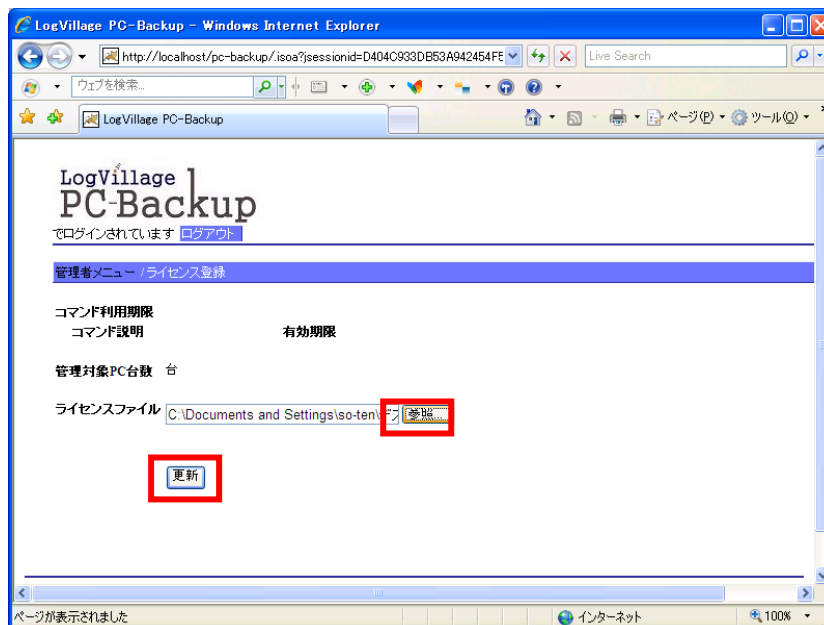 LogVillage PC-Backup - Windows Internet Explorer
http://localhost/pc-backup/.isoa?jsessionid=D404C933DB53A942454FE
Live Search
ウェブを検索...
LogVillage PC-Backup
ページ(P)
ツール(O)
LogVillage
PC-Backup
でログインされています ログアウト
管理者メニュー /ライセンス登録
コマンド利用期限
コマンド説明 有効期限
管理対象PC台数 台
ライセンスファイル C:\Documents and Settings\so-ten\デス 参照...
更新
ページが表示されました インターネット 100%